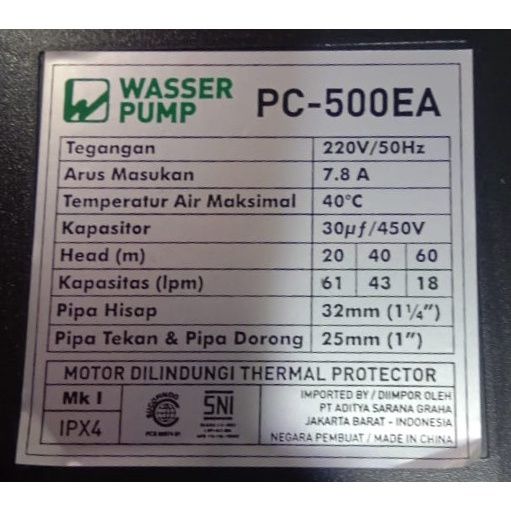 WASSER
PUMP
PC-500EA
Tegangan 220V/50Hz
Arus Masukan 7.8 A
Temperatur Air Maksimal 40°C
Kapasitor 30µf/450V
Head (m) 20 40 60
Kapasitas (lpm) 61 43 18
Pipa Hisap 32mm (1¼")
Pipa Tekan & Pipa Dorong 25mm (1")
MOTOR DILINDUNGI THERMAL PROTECTOR
Mk I
IPX4
SNI
IMPORTED BY / DIIMPOR OLEH
PT ADITYA SARANA GRAHA
JAKARTA BARAT - INDONESIA
NEGARA PEMBUAT / MADE IN CHINA